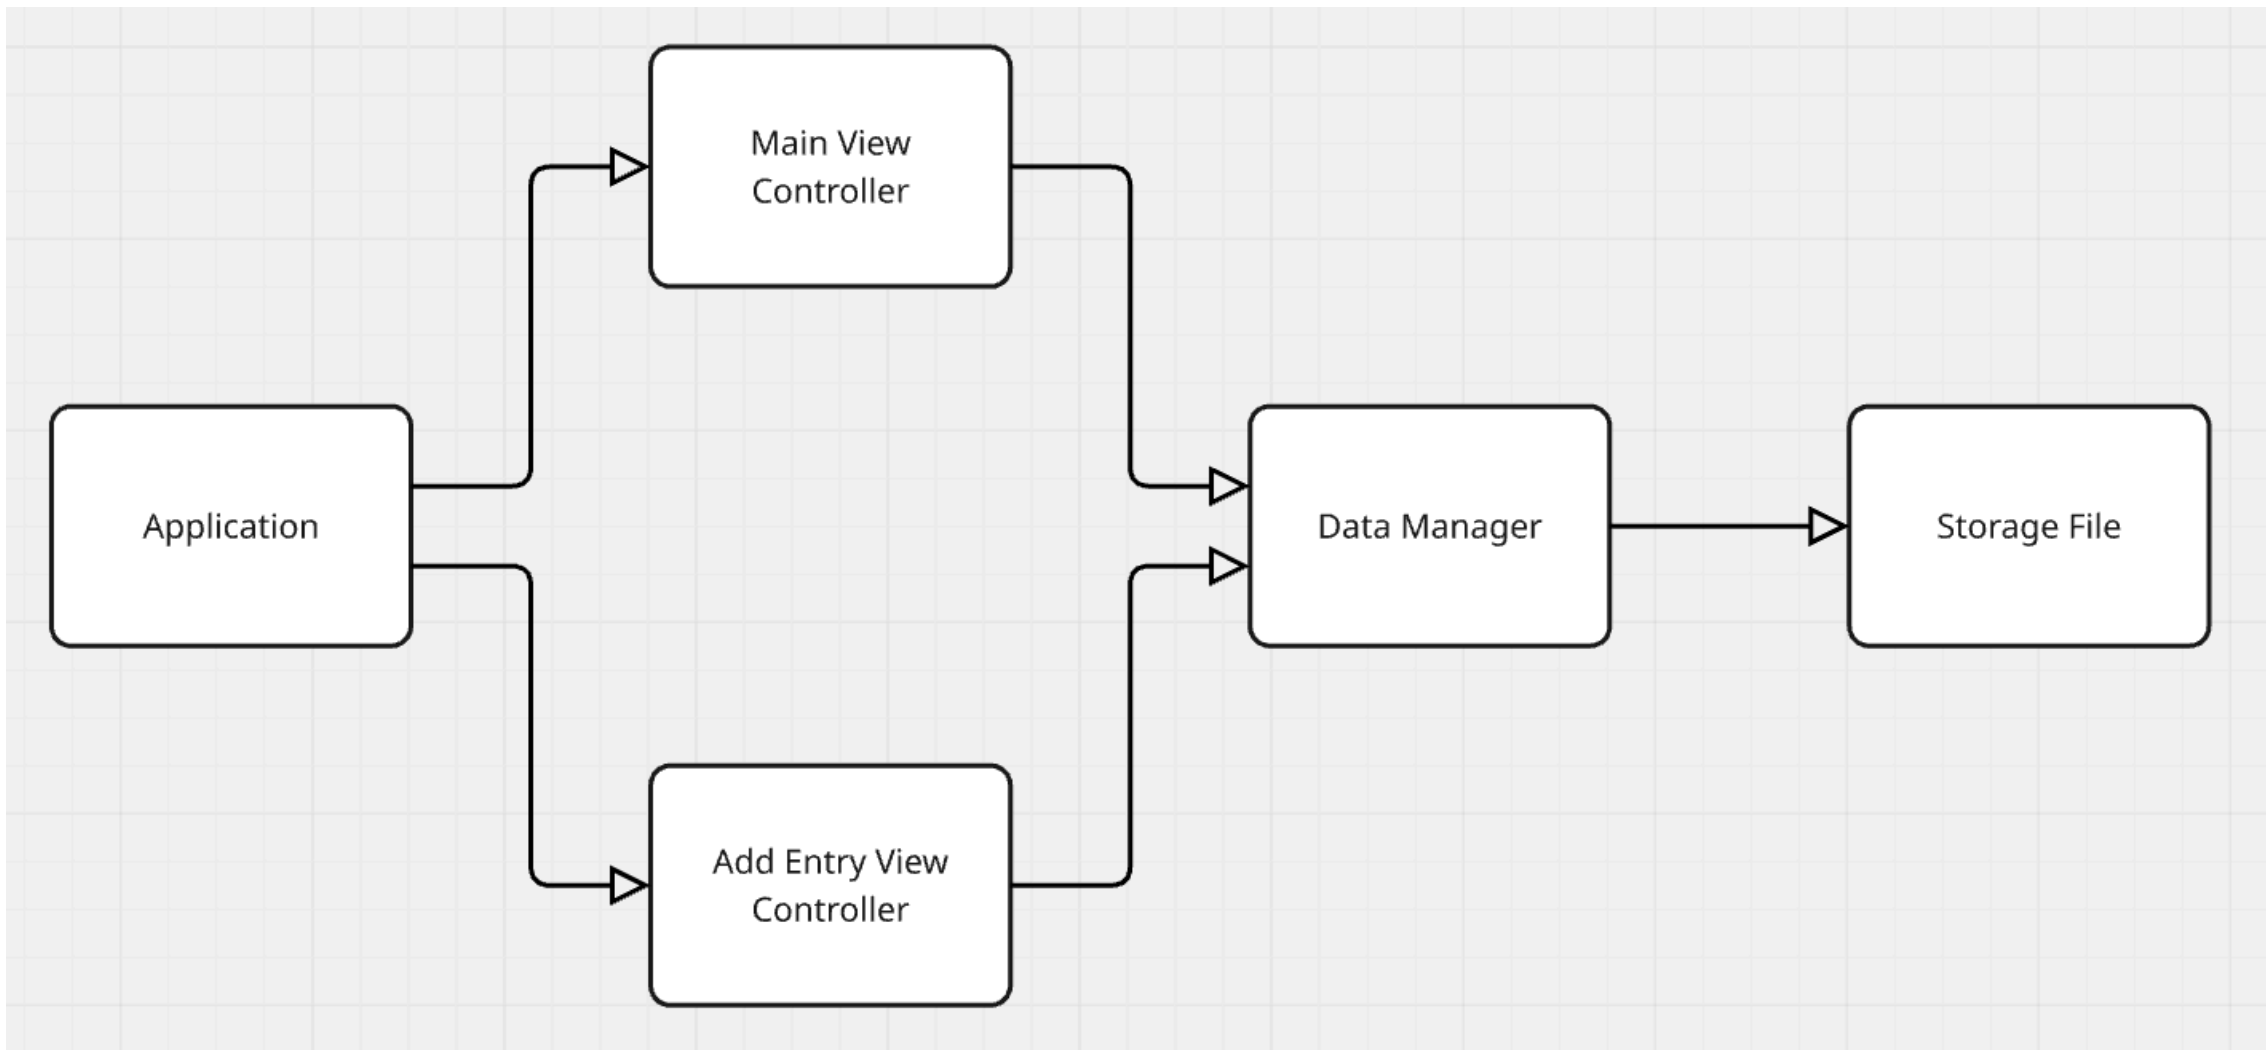 Main View
Controller
Application
Data Manager
Storage File
Add Entry View
Controller